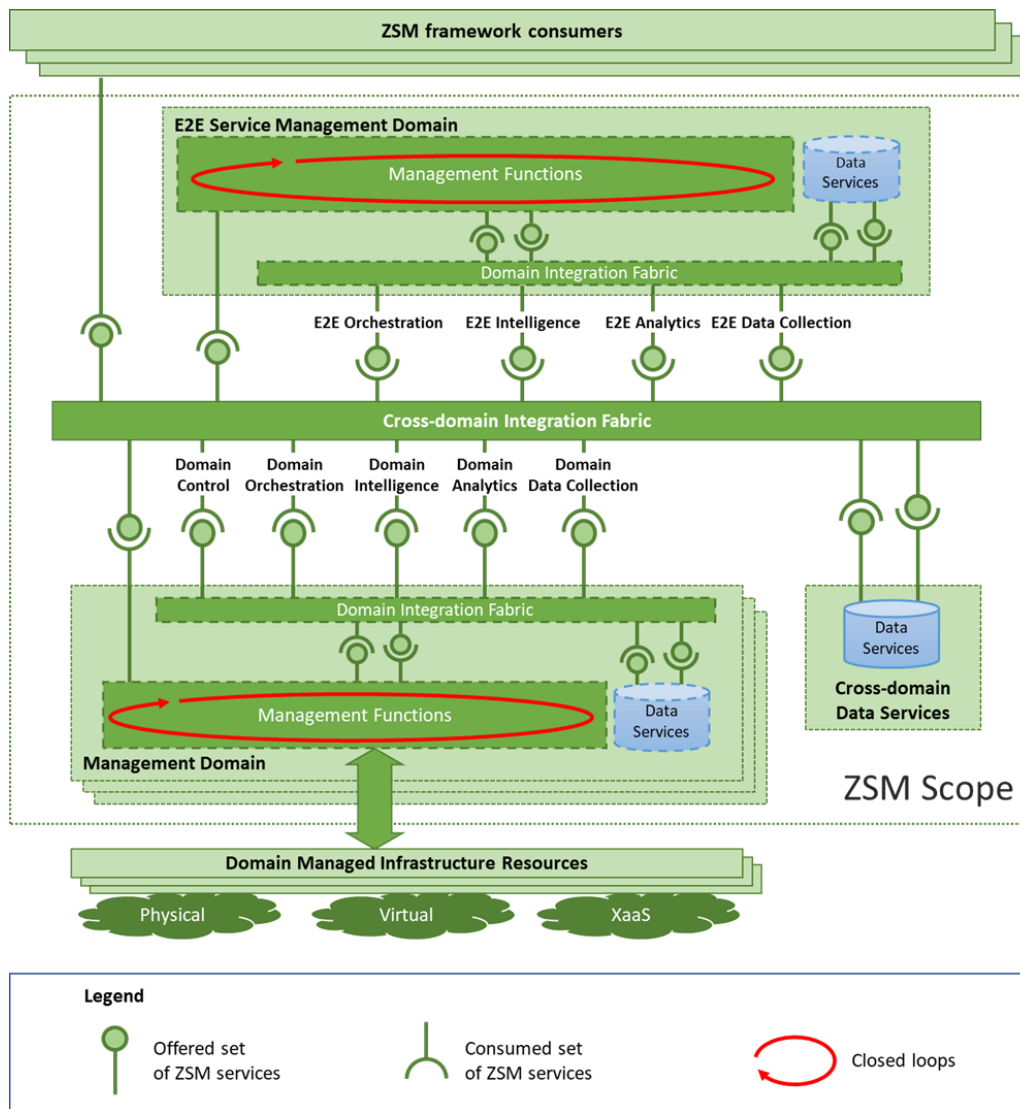 ZSM framework consumers
E2E Service Management Domain
Management Functions
Data
Services
Domain Integration Fabric
E2E Orchestration
E2E Intelligence
E2E Analytics
E2E Data Collection
Cross-domain Integration Fabric
Domain
Control
Domain
Orchestration
Domain
Intelligence
Domain
Analytics
Domain
Data Collection
Domain Integration Fabric
Management Functions
Data
Services
Management Domain
Data
Services
Cross-domain
Data Services
ZSM Scope
Domain Managed Infrastructure Resources
Physical
Virtual
XaaS
Legend
Offered set
of ZSM services
Consumed set
of ZSM services
Closed loops